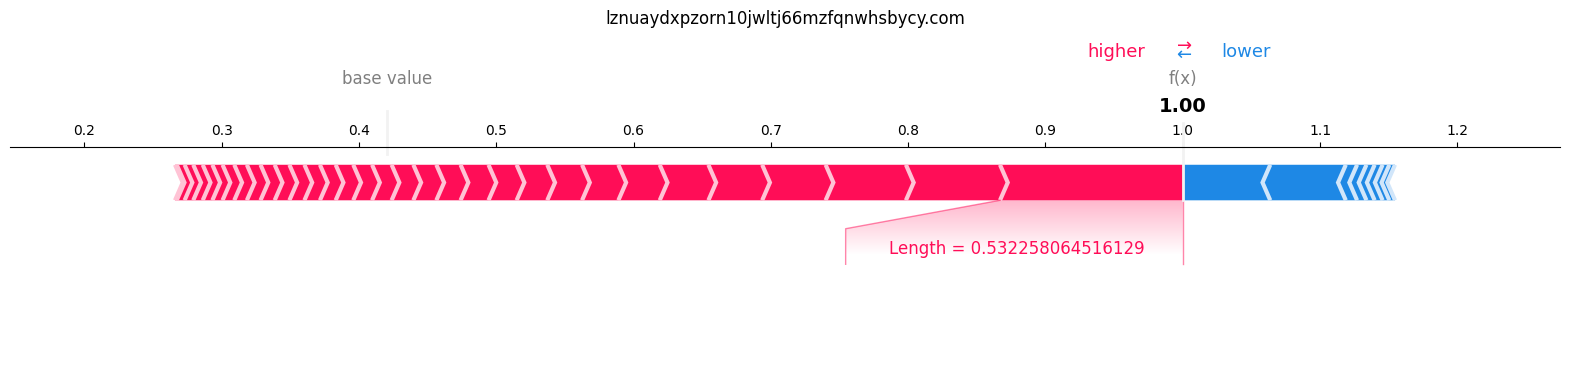 lznuaydxpzorn10jwltj66mzfqnwhsbycy.com
higher → ← lower
base value f(x)
1.00
0.2 0.3 0.4 0.5 0.6 0.7 0.8 0.9 1.0 1.1 1.2
Length = 0.532258064516129